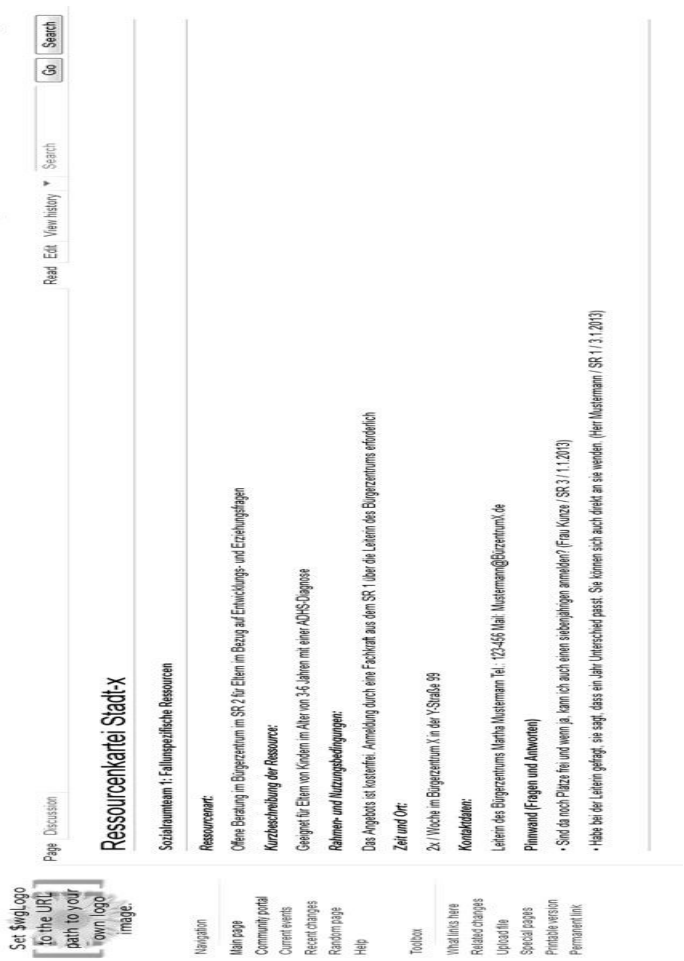 Set $wgLogo
to the URL
path to your
own logo
image.
Page Discussion
Read Edit View history
Search
Go Search
Ressourcenkartei Stadt-x
Sozialraumteam 1: Fallunspezifische Ressourcen
Ressourcenart:
Offene Beratung im Bürgerzentrum im SR 2 für Eltern im Bezug auf Entwicklungs- und Erziehungsfragen
Kurzbeschreibung der Ressource:
Geeignet für Eltern von Kindern im Alter von 3-6 Jahren mit einer ADHS-Diagnose
Rahmen- und Nutzungsbedingungen:
Das Angebots ist kostenfrei. Anmeldung durch eine Fachkraft aus dem SR 1 über die Leiterin des Bürgerzentrums erforderlich
Zeit und Ort:
2x / Woche im Bürgerzentrum X in der Y-Straße 99
Kontaktdaten:
Leiterin des Bürgerzentrums Martha Mustermann Tel.: 123-456 Mail: Mustermann@BürzentrumX.de
Pinnwand (Fragen und Antworten)
• Sind da noch Plätze frei und wenn ja, kann ich auch einen siebenjährigen anmelden? (Frau Kunze / SR 3 / 1.1.2013)
• Habe bei der Leiterin gefragt, sie sagt, dass ein Jahr Unterschied passt. Sie können sich auch direkt an sie wenden. (Herr Mustermann / SR 1 / 3.1.2013)
Navigation
Main page
Community portal
Current events
Recent changes
Random page
Help
Toolbox
What links here
Related changes
Upload file
Special pages
Printable version
Permanent link